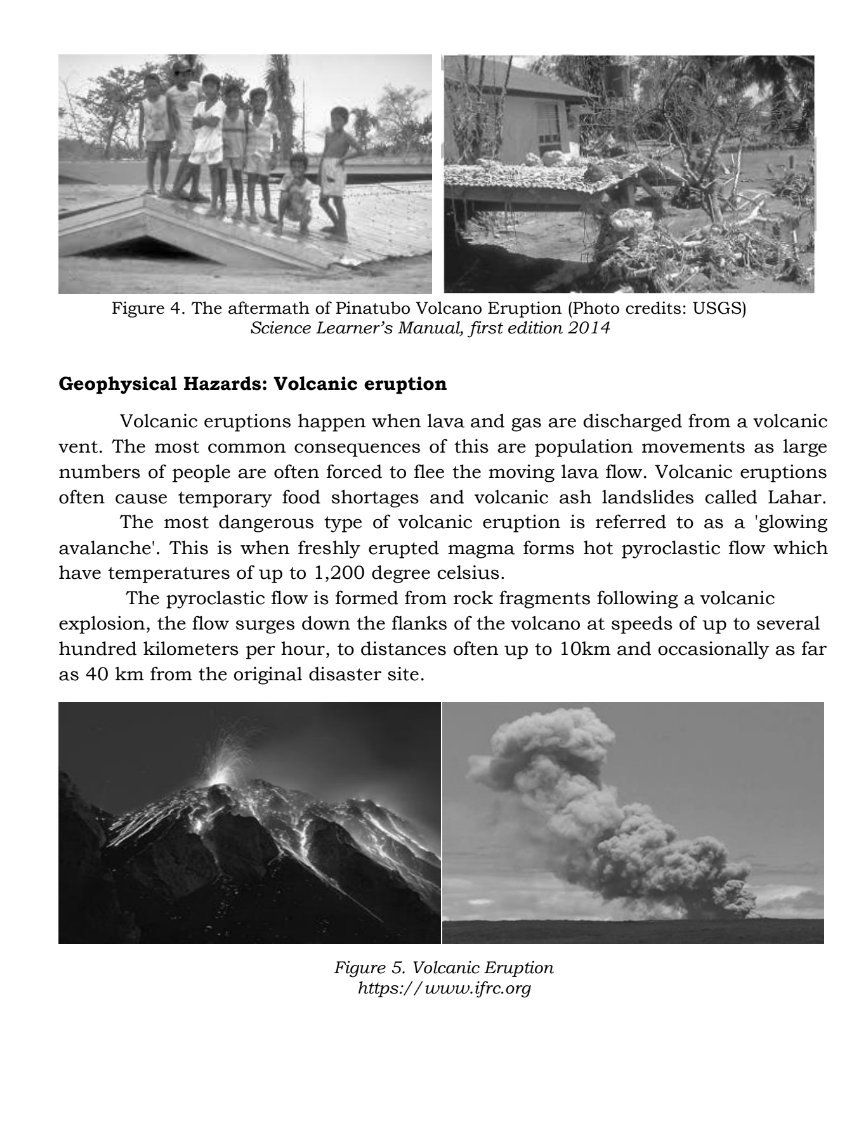 Figure 4. The aftermath of Pinatubo Volcano Eruption (Photo credits: USGS)
Science Learner’s Manual, first edition 2014
Geophysical Hazards: Volcanic eruption
Volcanic eruptions happen when lava and gas are discharged from a volcanic
vent. The most common consequences of this are population movements as large
numbers of people are often forced to flee the moving lava flow. Volcanic eruptions
often cause temporary food shortages and volcanic ash landslides called Lahar.
The most dangerous type of volcanic eruption is referred to as a 'glowing
avalanche'. This is when freshly erupted magma forms hot pyroclastic flow which
have temperatures of up to 1,200 degree celsius.
The pyroclastic flow is formed from rock fragments following a volcanic
explosion, the flow surges down the flanks of the volcano at speeds of up to several
hundred kilometers per hour, to distances often up to 10km and occasionally as far
as 40 km from the original disaster site.
Figure 5. Volcanic Eruption
https://www.ifrc.org